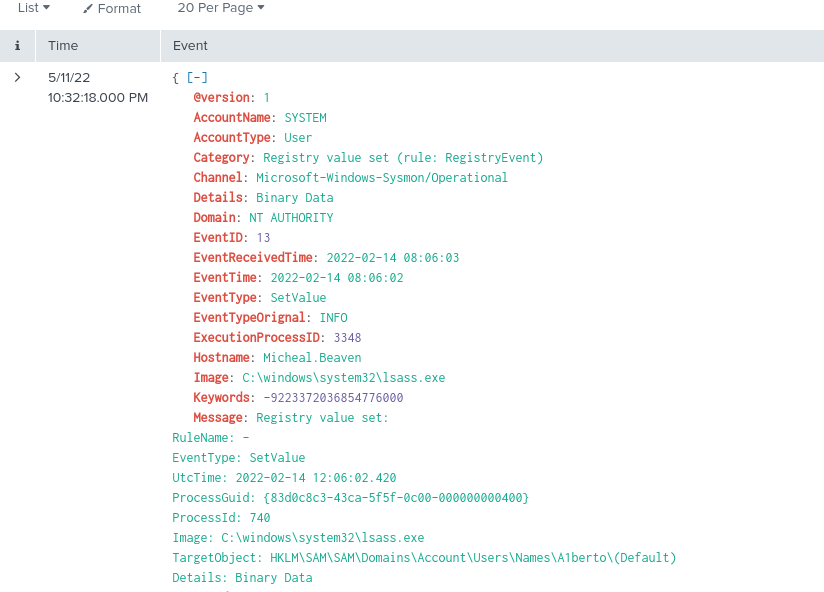 List Format 20 Per Page
i Time Event
5/11/22 { [-]
10:32:18.000 PM @version: 1
AccountName: SYSTEM
AccountType: User
Category: Registry value set (rule: RegistryEvent)
Channel: Microsoft-Windows-Sysmon/Operational
Details: Binary Data
Domain: NT AUTHORITY
EventID: 13
EventReceivedTime: 2022-02-14 08:06:03
EventTime: 2022-02-14 08:06:02
EventType: SetValue
EventTypeOrignal: INFO
ExecutionProcessID: 3348
Hostname: Micheal.Beaven
Image: C:\windows\system32\lsass.exe
Keywords: -9223372036854776000
Message: Registry value set:
RuleName: -
EventType: SetValue
UtcTime: 2022-02-14 12:06:02.420
ProcessGuid: {83d0c8c3-43ca-5f5f-0c00-000000000400}
ProcessId: 740
Image: C:\windows\system32\lsass.exe
TargetObject: HKLM\SAM\SAM\Domains\Account\Users\Names\A1berto\(Default)
Details: Binary Data